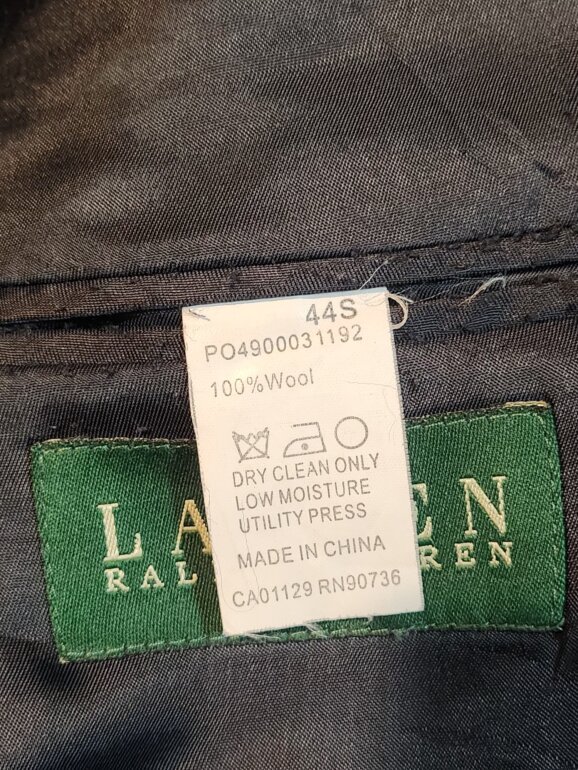 44S
PO4900031192
100%Wool
DRY CLEAN ONLY
LOW MOISTURE
UTILITY PRESS
MADE IN CHINA
CA01129 RN90736
LA EN
RAL REN